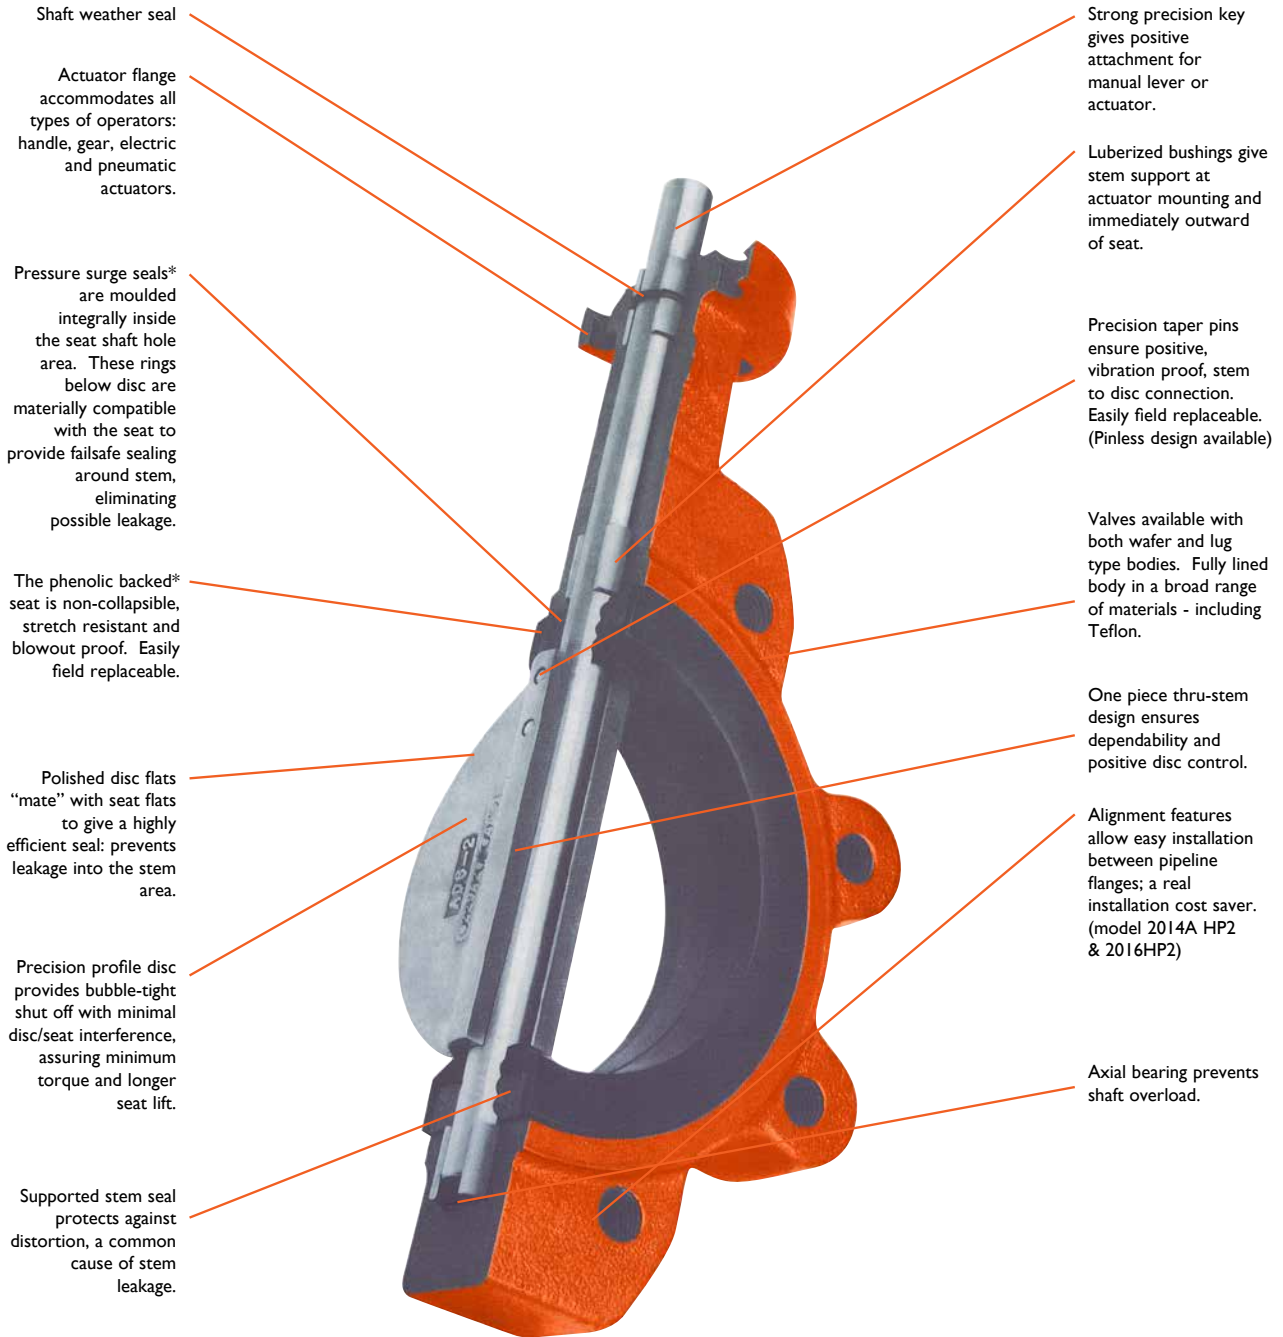 Shaft weather seal
Actuator flange
accommodates all
types of operators:
handle, gear, electric
and pneumatic
actuators.
Pressure surge seals*
are moulded
integrally inside
the seat shaft hole
area.  These rings
below disc are
materially compatible
with the seat to
provide failsafe sealing
around stem,
eliminating
possible leakage.
The phenolic backed*
seat is non-collapsible,
stretch resistant and
blowout proof.  Easily
field replaceable.
Polished disc flats
“mate” with seat flats
to give a highly
efficient seal: prevents
leakage into the stem
area.
Precision profile disc
provides bubble-tight
shut off with minimal
disc/seat interference,
assuring minimum
torque and longer
seat lift.
Supported stem seal
protects against
distortion, a common
cause of stem
leakage.
Strong precision key
gives positive
attachment for
manual lever or
actuator.
Luberized bushings give
stem support at
actuator mounting and
immediately outward
of seat.
Precision taper pins
ensure positive,
vibration proof, stem
to disc connection.
Easily field replaceable.
(Pinless design available)
Valves available with
both wafer and lug
type bodies.  Fully lined
body in a broad range
of materials - including
Teflon.
One piece thru-stem
design ensures
dependability and
positive disc control.
Alignment features
allow easy installation
between pipeline
flanges; a real
installation cost saver.
(model 2014A HP2
& 2016HP2)
Axial bearing prevents
shaft overload.